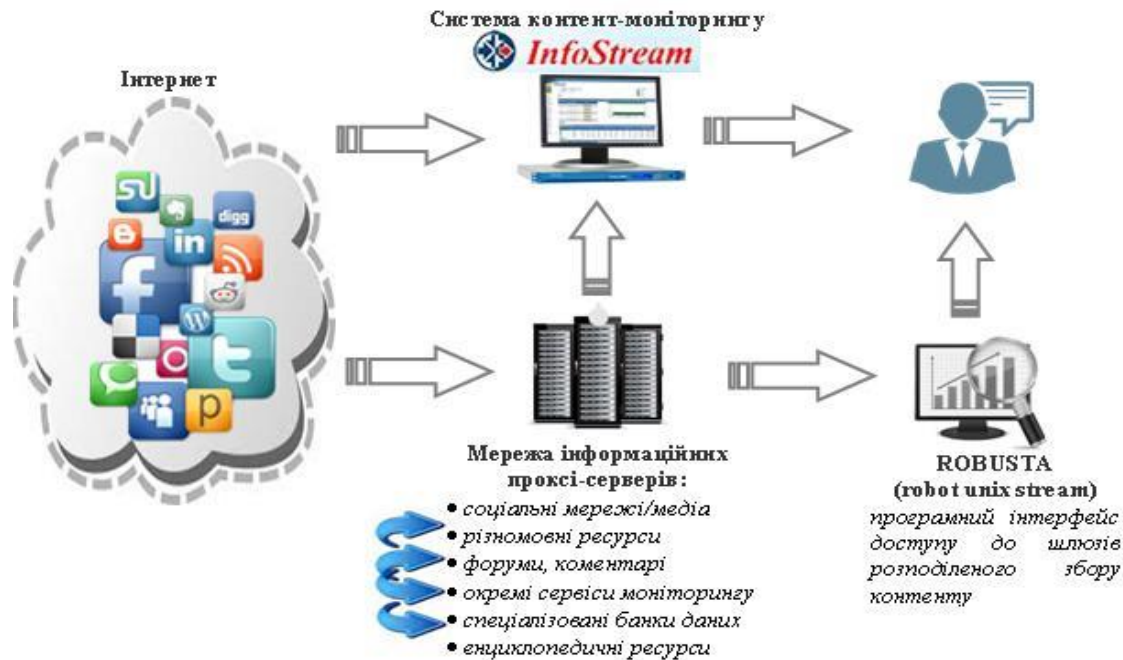 Система контент-моніторингу
InfoStream
Інтернет
digg
in
Мережа інформаційних
проксі-серверів:
• соціальні мережі/медіа
• різномовні ресурси
• форуми, коментарі
• окремі сервіси моніторингу
• спеціалізовані банки даних
• енциклопедичні ресурси
ROBUSTA
(robot unix stream)
програмний інтерфейс
доступу до шлюзів
розподіленого збору
контенту